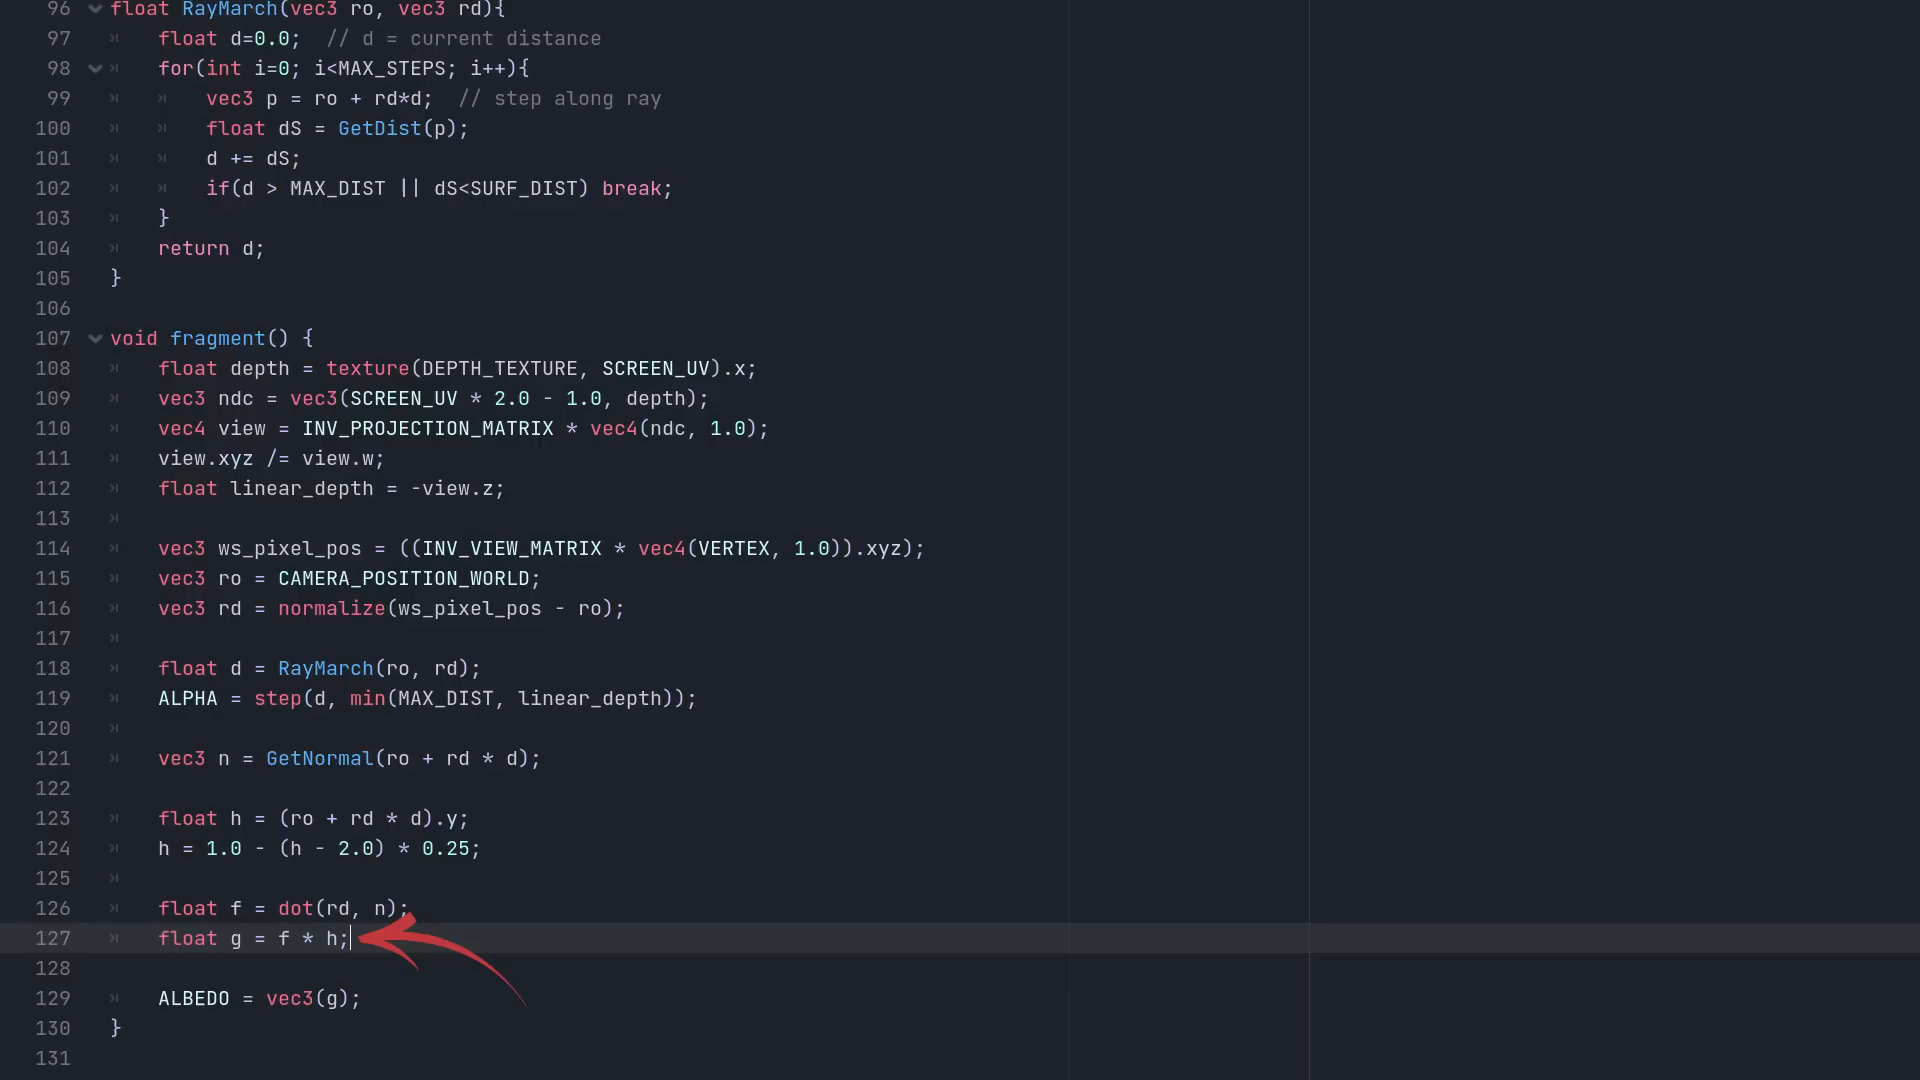 96 float RayMarch(vec3 ro, vec3 rd){
97 float d=0.0;  // d = current distance
98 for(int i=0; i<MAX_STEPS; i++){
99 vec3 p = ro + rd*d;  // step along ray
100 float dS = GetDist(p);
101 d += dS;
102 if(d > MAX_DIST || dS<SURF_DIST) break;
103 }
104 return d;
105 }
106
107 void fragment() {
108 float depth = texture(DEPTH_TEXTURE, SCREEN_UV).x;
109 vec3 ndc = vec3(SCREEN_UV * 2.0 - 1.0, depth);
110 vec4 view = INV_PROJECTION_MATRIX * vec4(ndc, 1.0);
111 view.xyz /= view.w;
112 float linear_depth = -view.z;
113
114 vec3 ws_pixel_pos = ((INV_VIEW_MATRIX * vec4(VERTEX, 1.0)).xyz);
115 vec3 ro = CAMERA_POSITION_WORLD;
116 vec3 rd = normalize(ws_pixel_pos - ro);
117
118 float d = RayMarch(ro, rd);
119 ALPHA = step(d, min(MAX_DIST, linear_depth));
120
121 vec3 n = GetNormal(ro + rd * d);
122
123 float h = (ro + rd * d).y;
124 h = 1.0 - (h - 2.0) * 0.25;
125
126 float f = dot(rd, n);
127 float g = f * h;
128
129 ALBEDO = vec3(g);
130 }
131